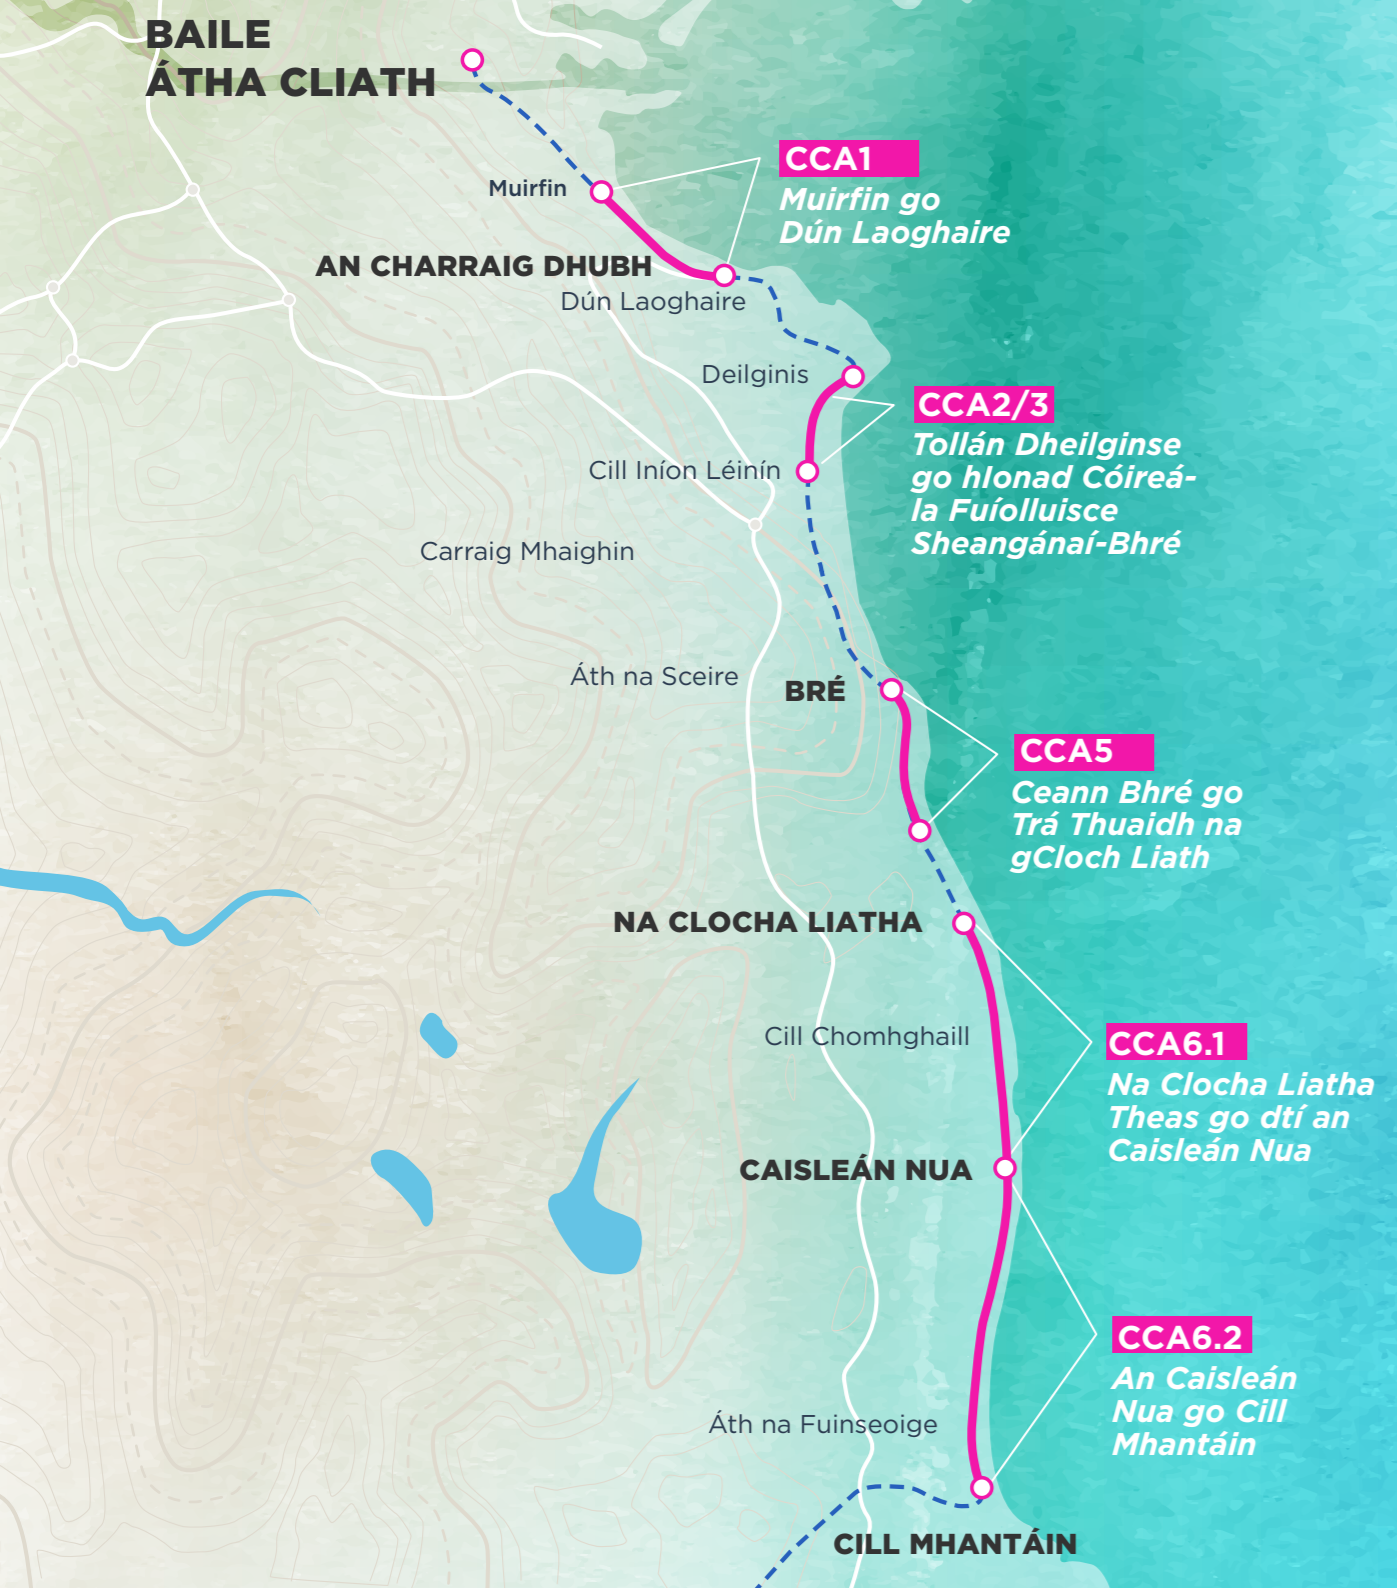 BAILE
ÁTHA CLIATH
CCA1
Muirfin go
Dún Laoghaire
Muirfin
AN CHARRAIG DHUBH
Dún Laoghaire
Deilginis
CCA2/3
Tollán Dheilginse
go hIonad Cóireá-
la Fuíolluisce
Sheangánaí-Bhré
Cill Iníon Léinín
Carraig Mhaighin
Áth na Sceire
BRÉ
CCA5
Ceann Bhré go
Trá Thuaidh na
gCloch Liath
NA CLOCHA LIATHA
Cill Chomhghaill
CCA6.1
Na Clocha Liatha
Theas go dtí an
Caisleán Nua
CAISLEÁN NUA
CCA6.2
An Caisleán
Nua go Cill
Mhantáin
Áth na Fuinseoige
CILL MHANTÁIN